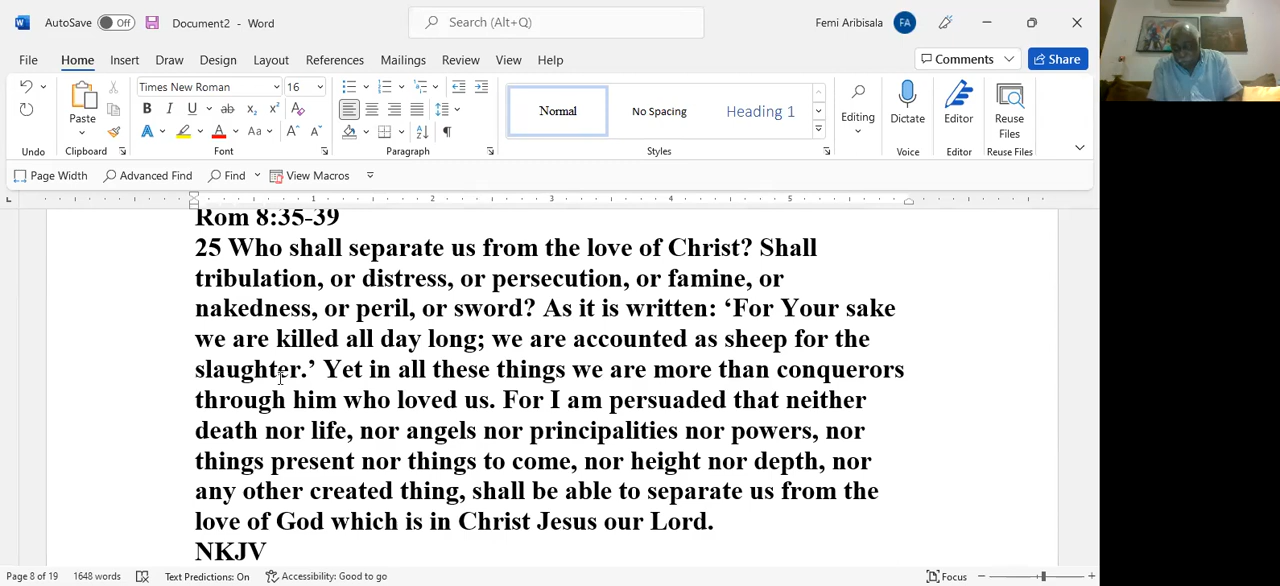 AutoSave Off Document2 - Word Search (Alt+Q) Femi Aribisala FA
File Home Insert Draw Design Layout References Mailings Review View Help Comments Share
Times New Roman 16
Normal No Spacing Heading 1
Paste Editing Dictate Editor Reuse Files
Undo Clipboard Font Paragraph Styles Voice Editor Reuse Files
Page Width Advanced Find Find View Macros
1 2 3 4 5
Rom 8:35-39
25 Who shall separate us from the love of Christ? Shall
tribulation, or distress, or persecution, or famine, or
nakedness, or peril, or sword? As it is written: ‘For Your sake
we are killed all day long; we are accounted as sheep for the
slaughter.’ Yet in all these things we are more than conquerors
through him who loved us. For I am persuaded that neither
death nor life, nor angels nor principalities nor powers, nor
things present nor things to come, nor height nor depth, nor
any other created thing, shall be able to separate us from the
love of God which is in Christ Jesus our Lord.
NKJV
Page 8 of 19 1648 words Text Predictions: On Accessibility: Good to go Focus